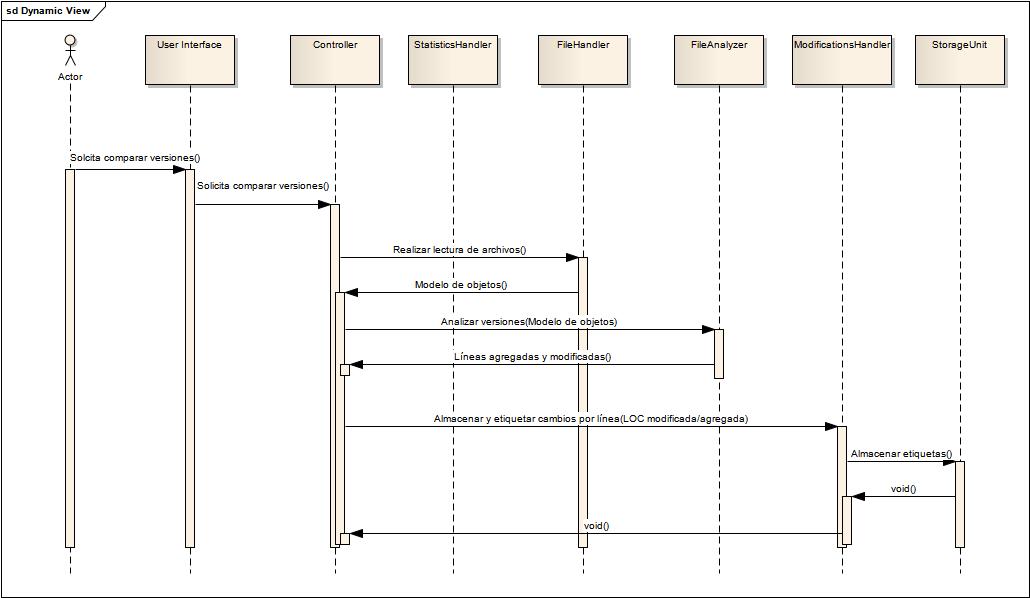 sd Dynamic View
Actor
User Interface
Controller
StatisticsHandler
FileHandler
FileAnalyzer
ModificationsHandler
StorageUnit
Solcita comparar versiones()
Solicita comparar versiones()
Realizar lectura de archivos()
Modelo de objetos()
Analizar versiones(Modelo de objetos)
Líneas agregadas y modificadas()
Almacenar y etiquetar cambios por línea(LOC modificada/agregada)
Almacenar etiquetas()
void()
void()